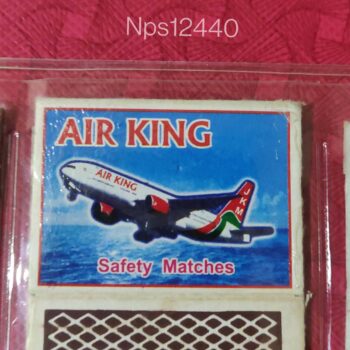 Nps12440
AIR KING
AIR KING
JKM
Safety Matches